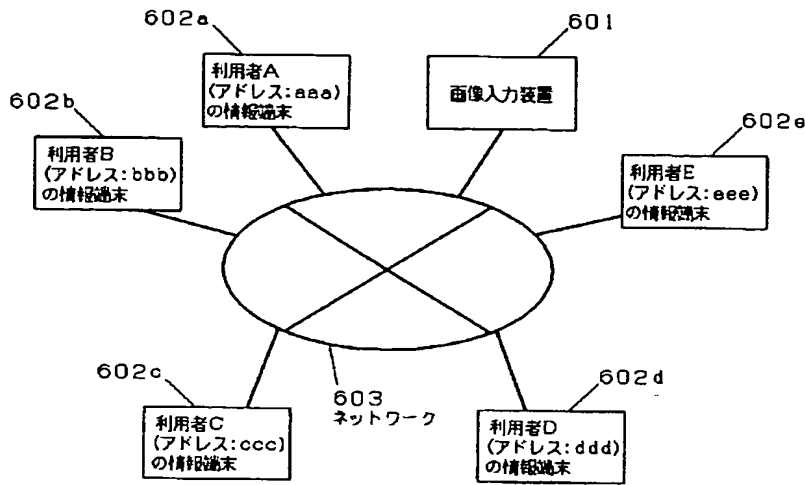 602a
利用者A
(アドレス:aaa)
の情報端末
601
画像入力装置
602b
利用者B
(アドレス:bbb)
の情報端末
602e
利用者E
(アドレス:eee)
の情報端末
602c
利用者C
(アドレス:ccc)
の情報端末
603
ネットワーク
602d
利用者D
(アドレス:ddd)
の情報端末